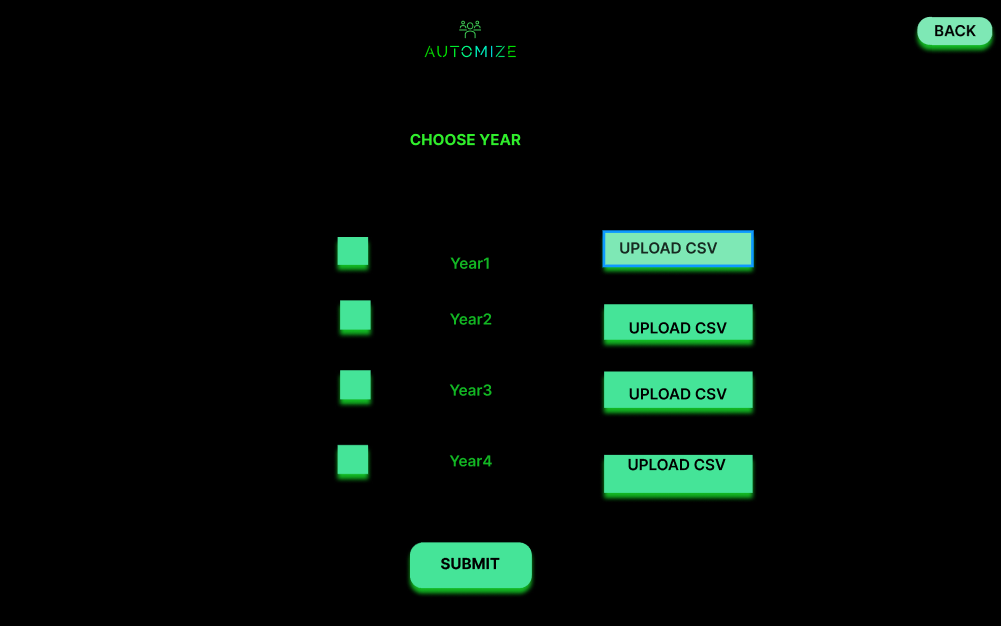 AUTOMIZE
BACK
CHOOSE YEAR
Year1
UPLOAD CSV
Year2
UPLOAD CSV
Year3
UPLOAD CSV
Year4
UPLOAD CSV
SUBMIT